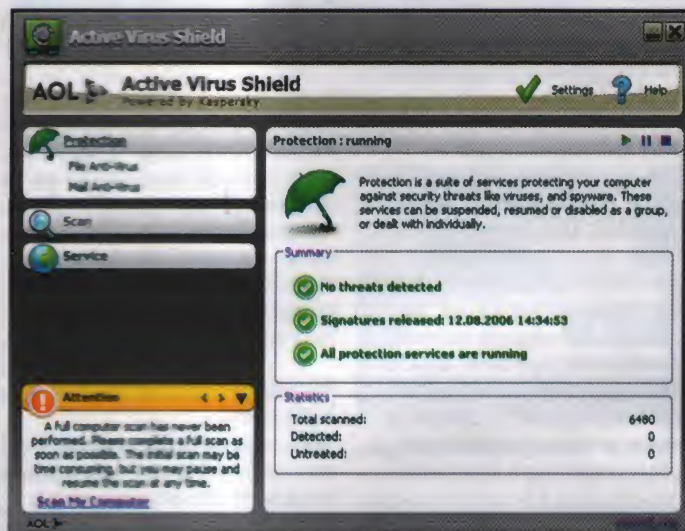 Active Virus Shield
AOL Active Virus Shield
Powered by Kaspersky
Settings
Help
Protection
File Anti-Virus
Mail Anti-Virus
Scan
Service
Attention
A full computer scan has never been
performed. Please complete a full scan as
soon as possible. The initial scan may be
time consuming, but you may pause and
resume the scan at any time.
Scan My Computer
AOL
Protection : running
Protection is a suite of services protecting your computer
against security threats like viruses, and spyware. These
services can be suspended, resumed or disabled as a group,
or dealt with individually.
Summary
No threats detected
Signatures released: 12.08.2006 14:34:53
All protection services are running
Statistics
Total scanned: 6480
Detected: 0
Untreated: 0